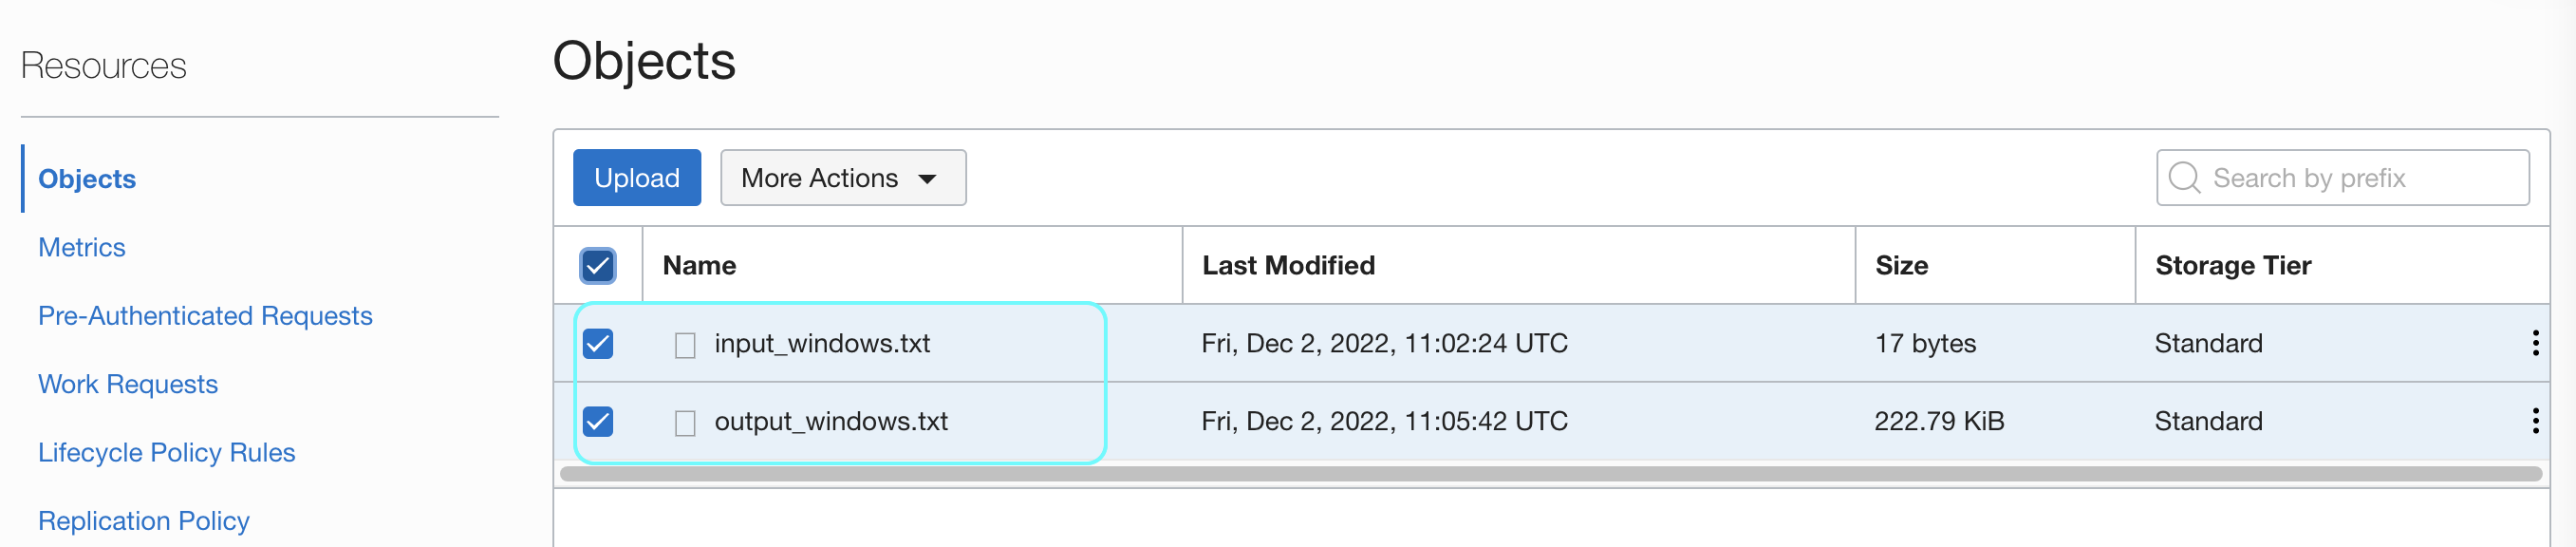 Resources
Objects
Metrics
Pre-Authenticated Requests
Work Requests
Lifecycle Policy Rules
Replication Policy
Objects
Upload More Actions Search by prefix
Name Last Modified Size Storage Tier
input_windows.txt Fri, Dec 2, 2022, 11:02:24 UTC 17 bytes Standard
output_windows.txt Fri, Dec 2, 2022, 11:05:42 UTC 222.79 KiB Standard